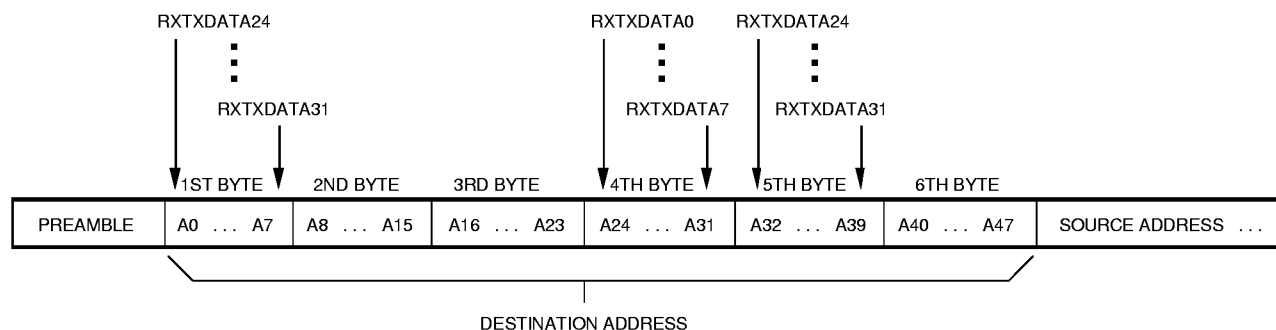 RXTXDATA24 RXTXDATA0 RXTXDATA24
RXTXDATA31 RXTXDATA7 RXTXDATA31
1ST BYTE 2ND BYTE 3RD BYTE 4TH BYTE 5TH BYTE 6TH BYTE
PREAMBLE A0 ... A7 A8 ... A15 A16 ... A23 A24 ... A31 A32 ... A39 A40 ... A47 SOURCE ADDRESS ...
DESTINATION ADDRESS